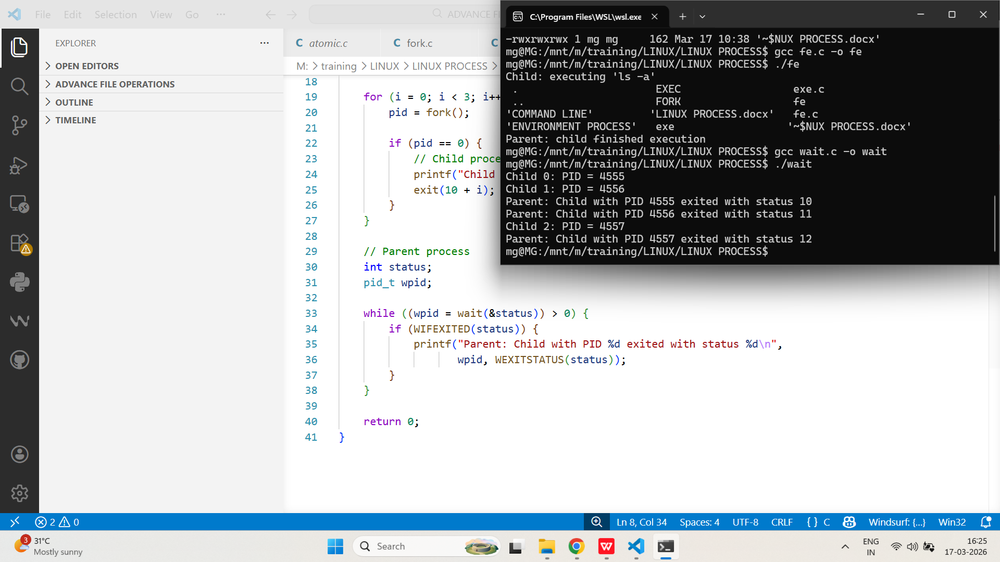 File Edit Selection View Go ···
ADVANCE FI
EXPLORER ···
OPEN EDITORS
ADVANCE FILE OPERATIONS
OUTLINE
TIMELINE
C atomic.c C fork.c C
M: > training > LINUX > LINUX PROCESS >
18
19 for (i = 0; i < 3; i++
20 pid = fork();
21
22 if (pid == 0) {
23 // Child proce
24 printf("Child
25 exit(10 + i);
26 }
27 }
28
29 // Parent process
30 int status;
31 pid_t wpid;
32
33 while ((wpid = wait(&status)) > 0) {
34 if (WIFEXITED(status)) {
35 printf("Parent: Child with PID %d exited with status %d\n",
36 wpid, WEXITSTATUS(status));
37 }
38 }
39
40 return 0;
41 }
C:\Program Files\WSL\wsl.exe
-rwxrwxrwx 1 mg mg 162 Mar 17 10:38 '~$NUX PROCESS.docx'
mg@MG:/mnt/m/training/LINUX/LINUX PROCESS$ gcc fe.c -o fe
mg@MG:/mnt/m/training/LINUX/LINUX PROCESS$ ./fe
Child: executing 'ls -a'
. EXEC exe.c
.. FORK fe
'COMMAND LINE' 'LINUX PROCESS.docx' fe.c
'ENVIRONMENT PROCESS' exe '~$NUX PROCESS.docx'
Parent: child finished execution
mg@MG:/mnt/m/training/LINUX/LINUX PROCESS$ gcc wait.c -o wait
mg@MG:/mnt/m/training/LINUX/LINUX PROCESS$ ./wait
Child 0: PID = 4555
Child 1: PID = 4556
Parent: Child with PID 4555 exited with status 10
Parent: Child with PID 4556 exited with status 11
Child 2: PID = 4557
Parent: Child with PID 4557 exited with status 12
mg@MG:/mnt/m/training/LINUX/LINUX PROCESS$
2 0 Ln 8, Col 34 Spaces: 4 UTF-8 CRLF { } C Windsurf: {...} Win32
3 31°C
Mostly sunny
Search
ENG
IN
16:25
17-03-2026